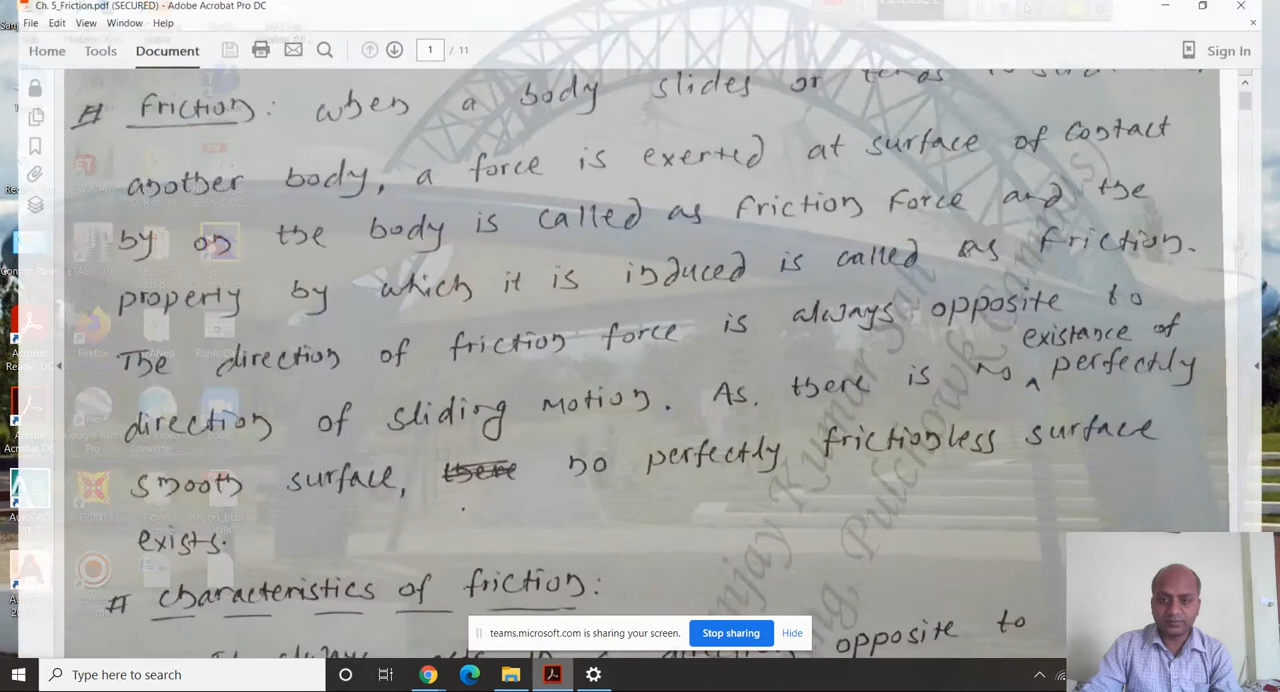 Ch. 5_Friction.pdf (SECURED) - Adobe Acrobat Pro DC
File Edit View Window Help
Home Tools Document 1 / 11 Sign In
# Friction: when a body slides or tends
another body, a force is exerted at surface of contact
by on the body is called as friction force and the
property by which it is induced is called as friction.
The direction of friction force is always opposite to
existance of
direction of sliding motion. As, there is no ^ perfectly
smooth surface, there no perfectly frictionless surface
exists.
# characteristics of friction:
opposite to
teams.microsoft.com is sharing your screen. Stop sharing Hide
Type here to search